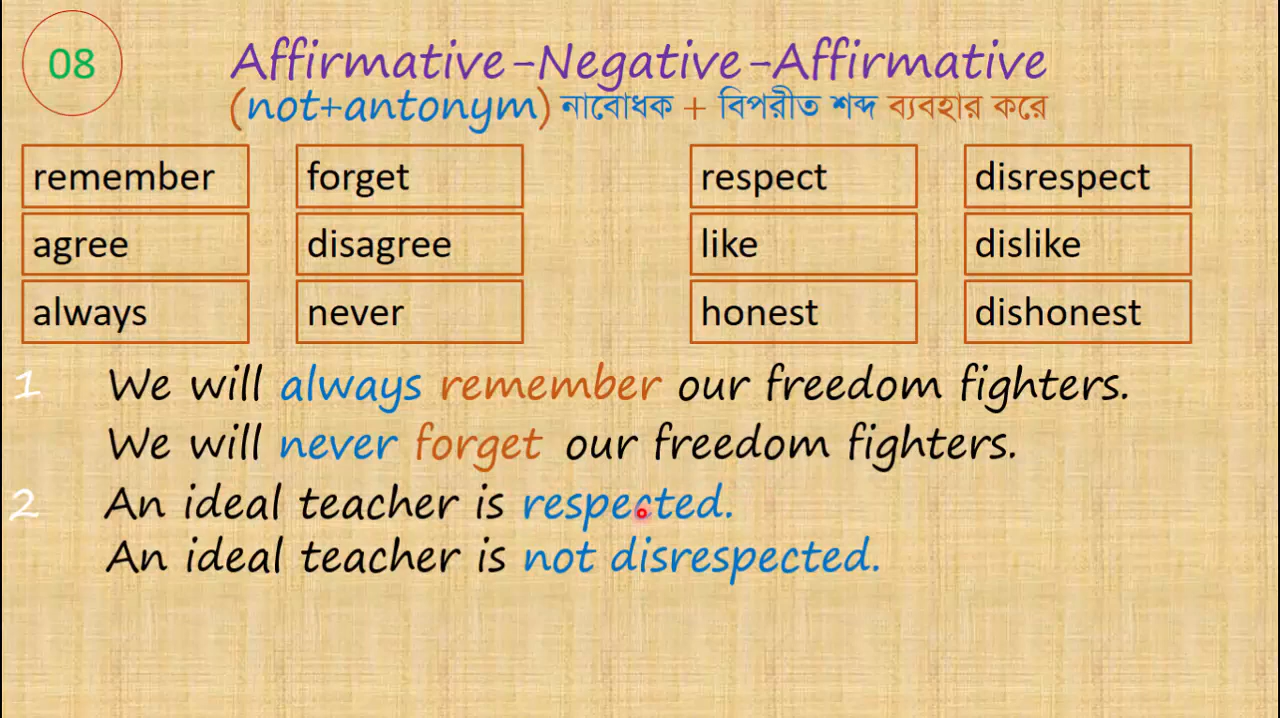 08
Affirmative-Negative-Affirmative
(not+antonym) নাবোধক + বিপরীত শব্দ ব্যবহার করে
remember forget respect disrespect
agree disagree like dislike
always never honest dishonest
1 We will always remember our freedom fighters.
We will never forget our freedom fighters.
2 An ideal teacher is respected.
An ideal teacher is not disrespected.